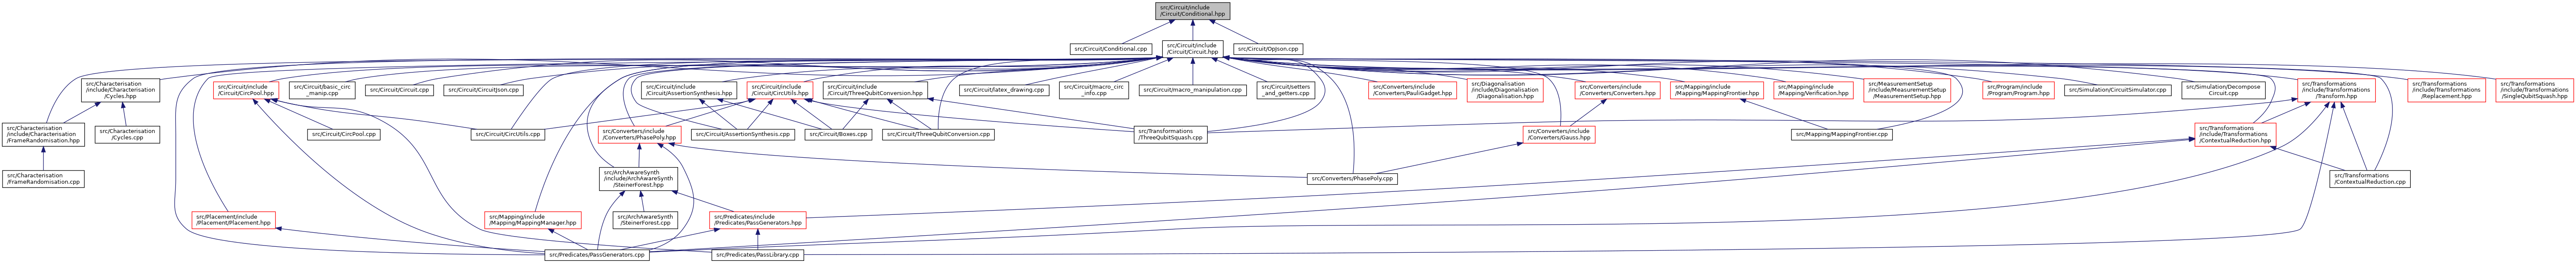 src/Circuit/include
/Circuit/Conditional.hpp
src/Circuit/Conditional.cpp
src/Circuit/include
/Circuit/Circuit.hpp
src/Circuit/OpJson.cpp
src/Characterisation
/include/Characterisation
/Cycles.hpp
src/Circuit/include
/Circuit/CircPool.hpp
src/Circuit/basic_circ
_manip.cpp
src/Circuit/Circuit.cpp
src/Circuit/CircuitJson.cpp
src/Circuit/include
/Circuit/AssertionSynthesis.hpp
src/Circuit/include
/Circuit/CircUtils.hpp
src/Circuit/include
/Circuit/ThreeQubitConversion.hpp
src/Circuit/latex_drawing.cpp
src/Circuit/macro_circ
_info.cpp
src/Circuit/macro_manipulation.cpp
src/Circuit/setters
_and_getters.cpp
src/Converters/include
/Converters/PauliGadget.hpp
src/Diagonalisation
/include/Diagonalisation
/Diagonalisation.hpp
src/Converters/include
/Converters/Converters.hpp
src/Mapping/include
/Mapping/MappingFrontier.hpp
src/Mapping/include
/Mapping/Verification.hpp
src/MeasurementSetup
/include/MeasurementSetup
/MeasurementSetup.hpp
src/Program/include
/Program/Program.hpp
src/Simulation/CircuitSimulator.cpp
src/Simulation/Decompose
Circuit.cpp
src/Transformations
/include/Transformations
/Transform.hpp
src/Transformations
/include/Transformations
/Replacement.hpp
src/Transformations
/include/Transformations
/SingleQubitSquash.hpp
src/Characterisation
/include/Characterisation
/FrameRandomisation.hpp
src/Characterisation
/Cycles.cpp
src/Circuit/CircPool.cpp
src/Circuit/CircUtils.cpp
src/Converters/include
/Converters/PhasePoly.hpp
src/Circuit/AssertionSynthesis.cpp
src/Circuit/Boxes.cpp
src/Circuit/ThreeQubitConversion.cpp
src/Transformations
/ThreeQubitSquash.cpp
src/Converters/include
/Converters/Gauss.hpp
src/Mapping/MappingFrontier.cpp
src/Transformations
/include/Transformations
/ContextualReduction.hpp
src/Characterisation
/FrameRandomisation.cpp
src/ArchAwareSynth
/include/ArchAwareSynth
/SteinerForest.hpp
src/Converters/PhasePoly.cpp
src/Transformations
/ContextualReduction.cpp
src/Placement/include
/Placement/Placement.hpp
src/Mapping/include
/Mapping/MappingManager.hpp
src/ArchAwareSynth
/SteinerForest.cpp
src/Predicates/include
/Predicates/PassGenerators.hpp
src/Predicates/PassGenerators.cpp
src/Predicates/PassLibrary.cpp